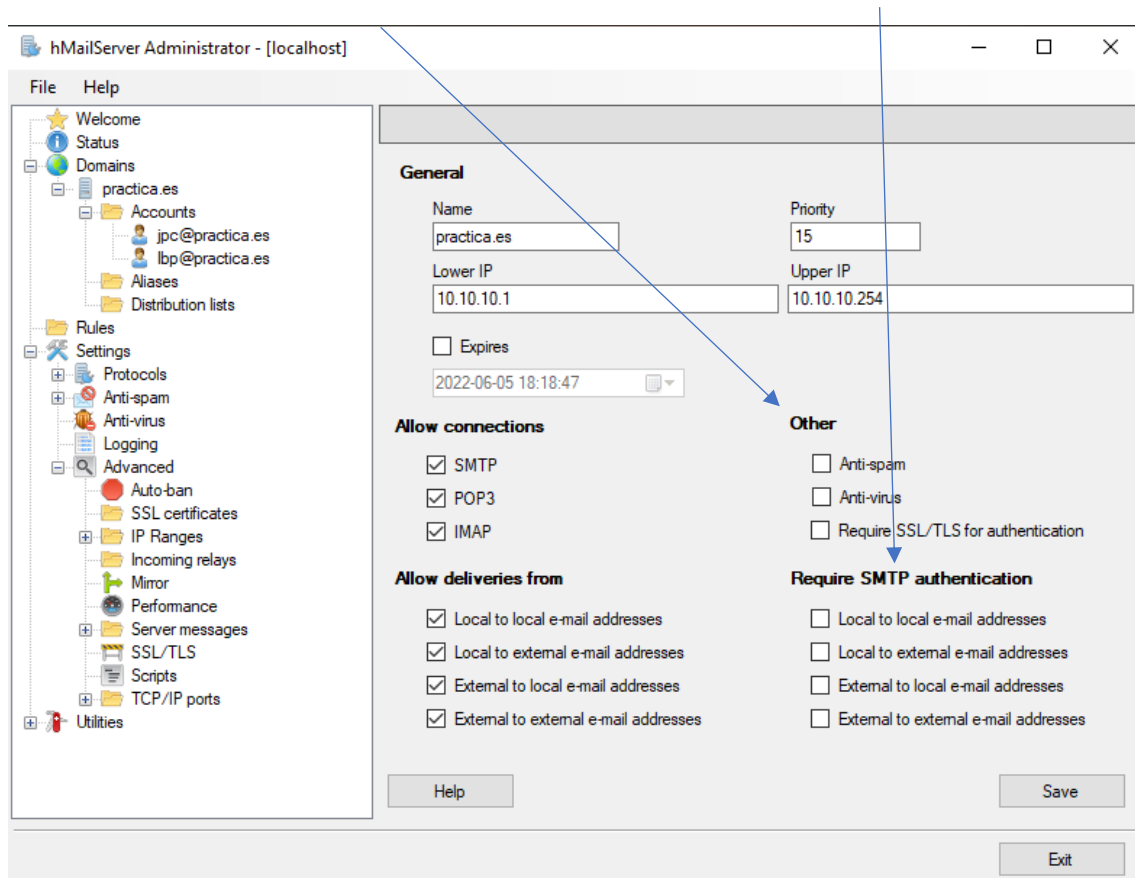 hMailServer Administrator - [localhost]
File Help
Welcome
Status
Domains
practica.es
Accounts
jpc@practica.es
lbp@practica.es
Aliases
Distribution lists
Rules
Settings
Protocols
Anti-spam
Anti-virus
Logging
Advanced
Auto-ban
SSL certificates
IP Ranges
Incoming relays
Mirror
Performance
Server messages
SSL/TLS
Scripts
TCP/IP ports
Utilities
General
Name Priority
practica.es 15
Lower IP Upper IP
10.10.10.1 10.10.10.254
Expires
2022-06-05 18:18:47
Allow connections
SMTP
POP3
IMAP
Other
Anti-spam
Anti-virus
Require SSL/TLS for authentication
Allow deliveries from
Local to local e-mail addresses
Local to external e-mail addresses
External to local e-mail addresses
External to external e-mail addresses
Require SMTP authentication
Local to local e-mail addresses
Local to external e-mail addresses
External to local e-mail addresses
External to external e-mail addresses
Help Save
Exit